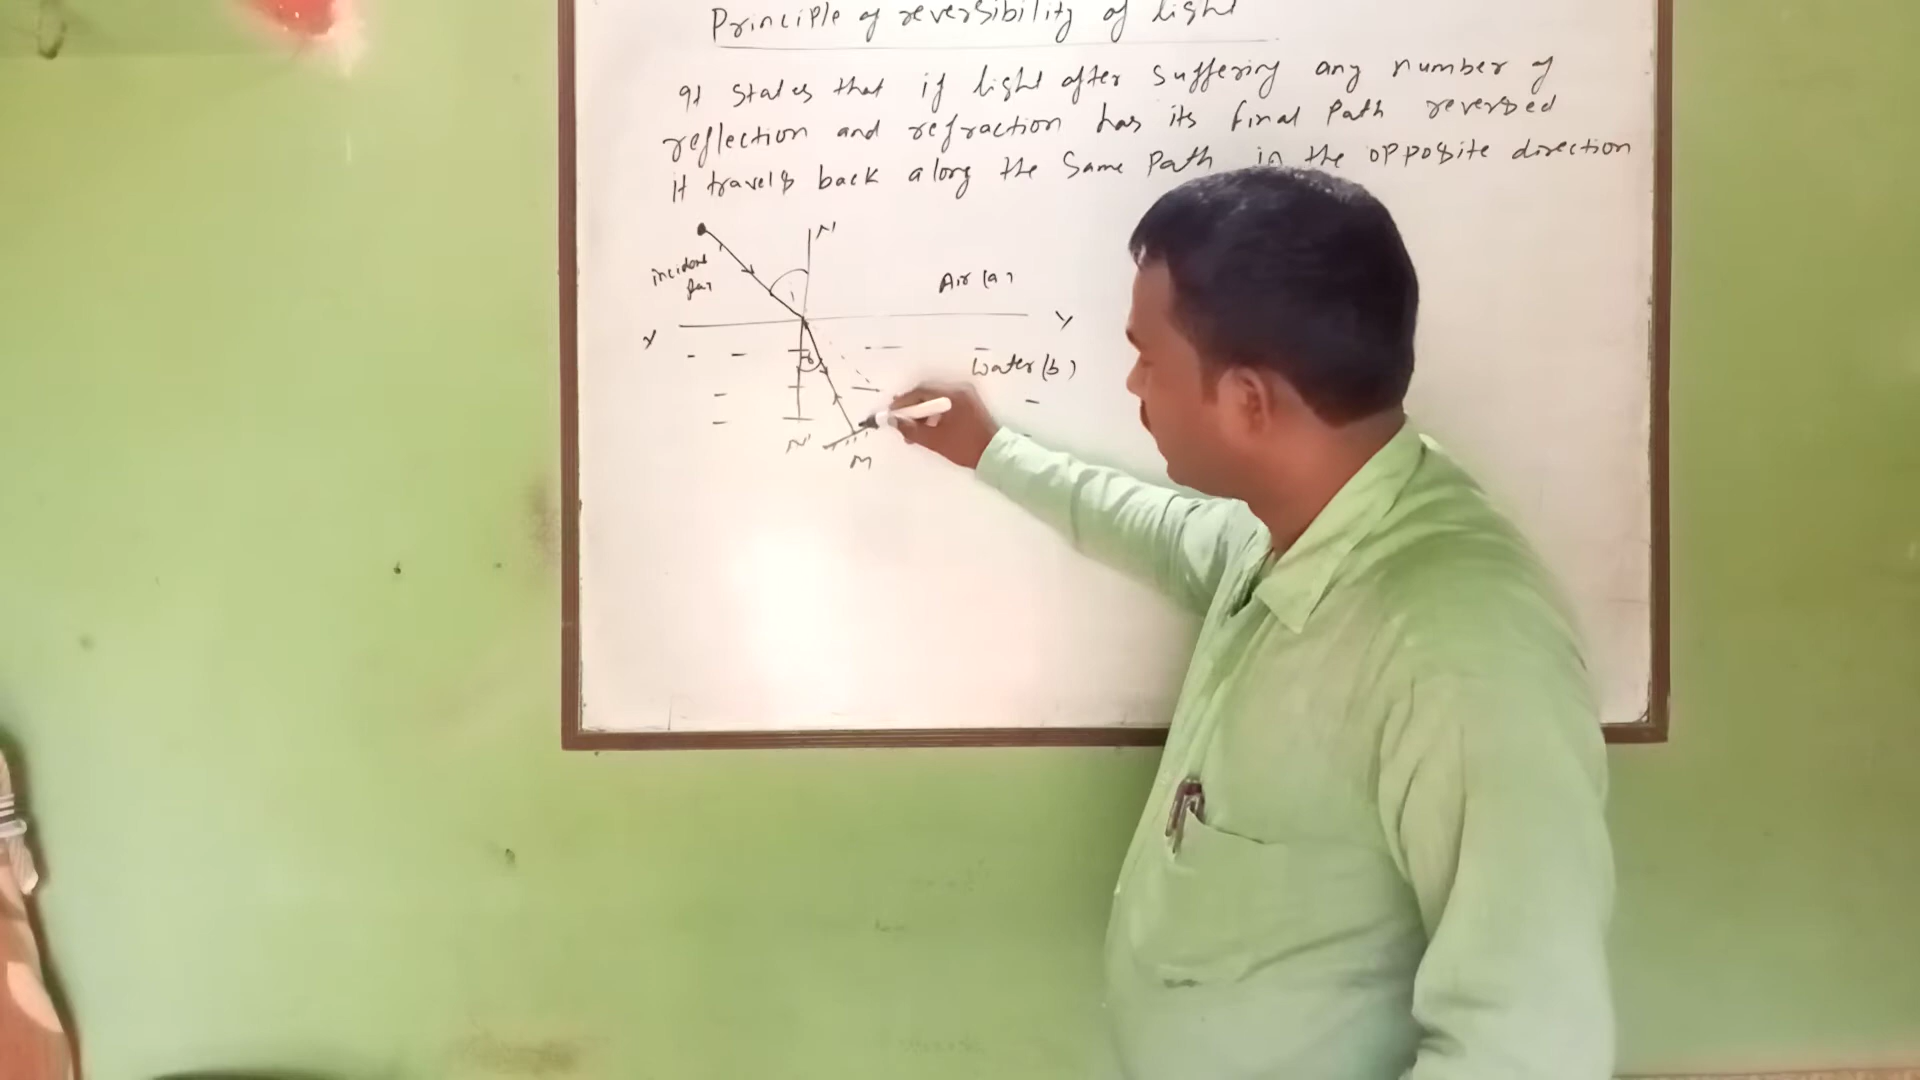 Principle of reversibility of light
It states that if light after suffering any number of
reflection and refraction has its final path reversed
it travels back along the same path in the opposite direction
N
incident
Air (a)
i
X
Y
Water (b)
N'
M